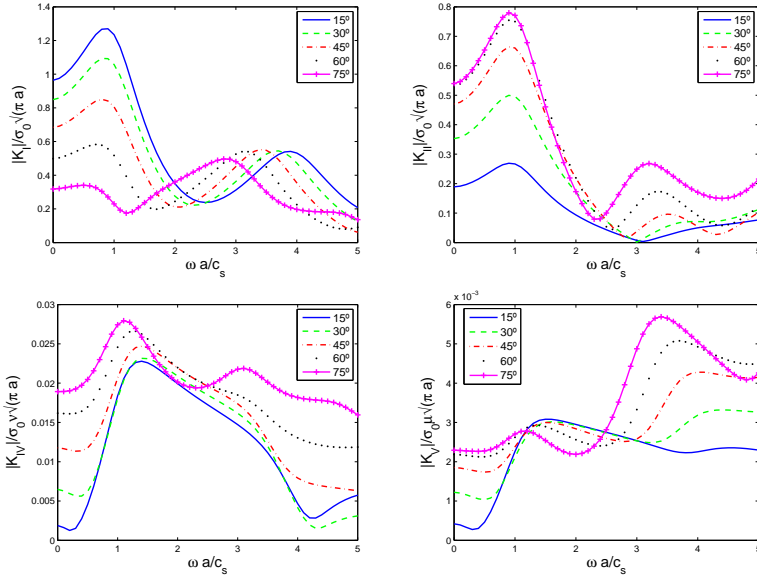 1.4
1.2
1
0.8
0.6
0.4
0.2
0
0 1 2 3 4 5
|K_I|/σ_0 √(π a)
ω a/c_s
15º
30º
45º
60º
75º
0.8
0.7
0.6
0.5
0.4
0.3
0.2
0.1
0
0 1 2 3 4 5
|K_II|/σ_0 √(π a)
ω a/c_s
15º
30º
45º
60º
75º
0.03
0.025
0.02
0.015
0.01
0.005
0
0 1 2 3 4 5
|K_IV|/σ_0 ν√(π a)
ω a/c_s
15º
30º
45º
60º
75º
x 10^-3
6
5
4
3
2
1
0
0 1 2 3 4 5
|K_V|/σ_0 μ√(π a)
ω a/c_s
15º
30º
45º
60º
75º